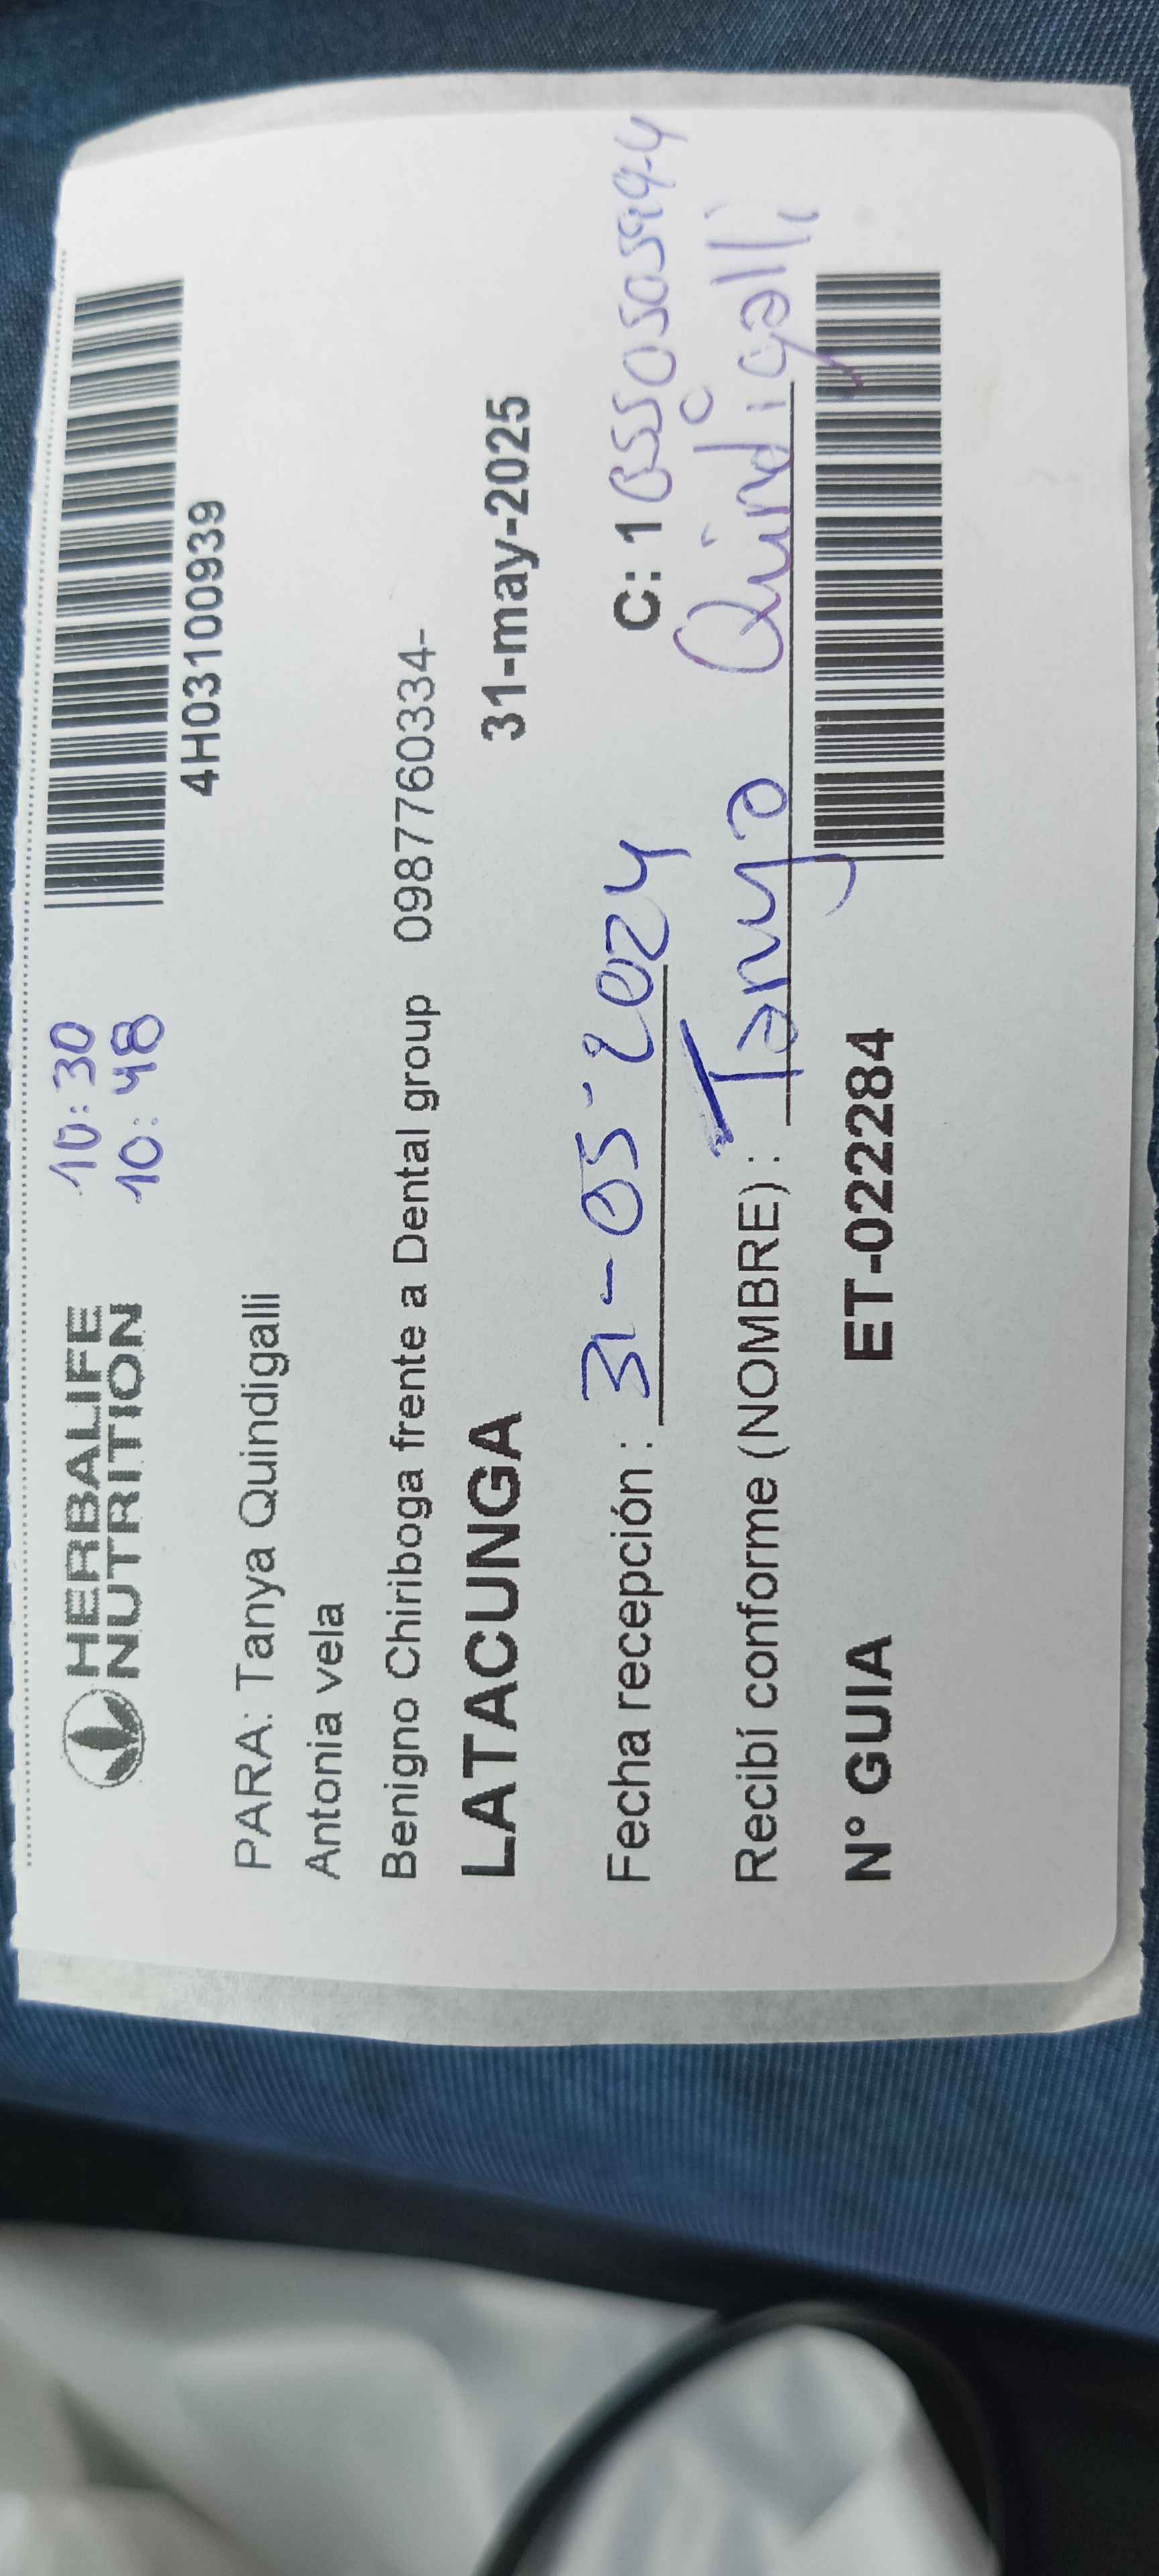 HERBALIFE
NUTRITION
10:30
10:48
4H03100939
PARA: Tanya Quindigalli
Antonia vela
Benigno Chiriboga frente a Dental group 0987760334-
LATACUNGA 31-may-2025
Fecha recepción : 31-05-2024 C: 1
Recibí conforme (NOMBRE) : Tanya Quindigalli
N° GUIA ET-022284